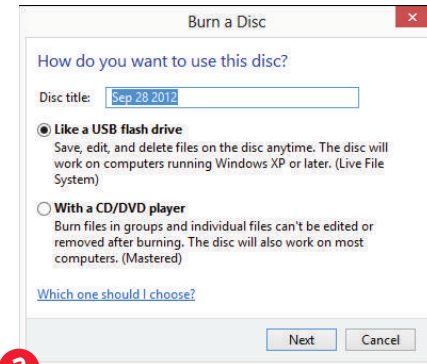 Burn a Disc
How do you want to use this disc?
Disc title: Sep 28 2012
Like a USB flash drive
Save, edit, and delete files on the disc anytime. The disc will
work on computers running Windows XP or later. (Live File
System)
With a CD/DVD player
Burn files in groups and individual files can't be edited or
removed after burning. The disc will also work on most
computers. (Mastered)
Which one should I choose?
Next Cancel